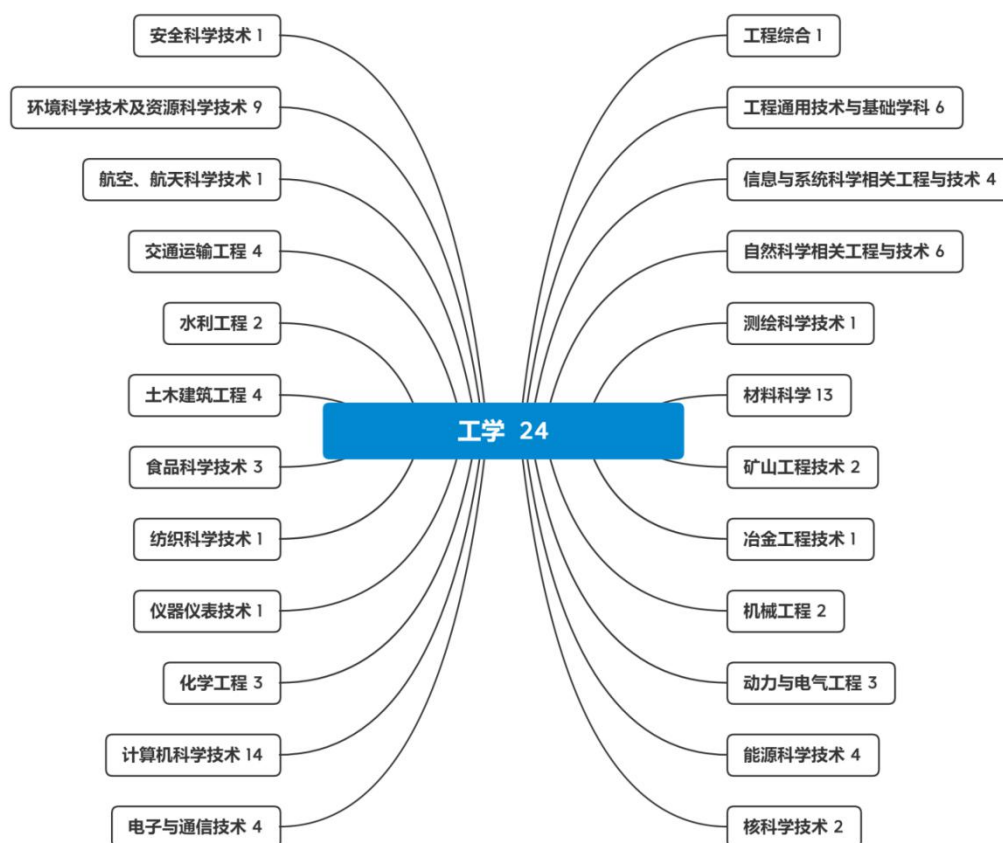 安全科学技术 1
环境科学技术及资源科学技术 9
航空、航天科学技术 1
交通运输工程 4
水利工程 2
土木建筑工程 4
食品科学技术 3
纺织科学技术 1
仪器仪表技术 1
化学工程 3
计算机科学技术 14
电子与通信技术 4
工学 24
工程综合 1
工程通用技术与基础学科 6
信息与系统科学相关工程与技术 4
自然科学相关工程与技术 6
测绘科学技术 1
材料科学 13
矿山工程技术 2
冶金工程技术 1
机械工程 2
动力与电气工程 3
能源科学技术 4
核科学技术 2